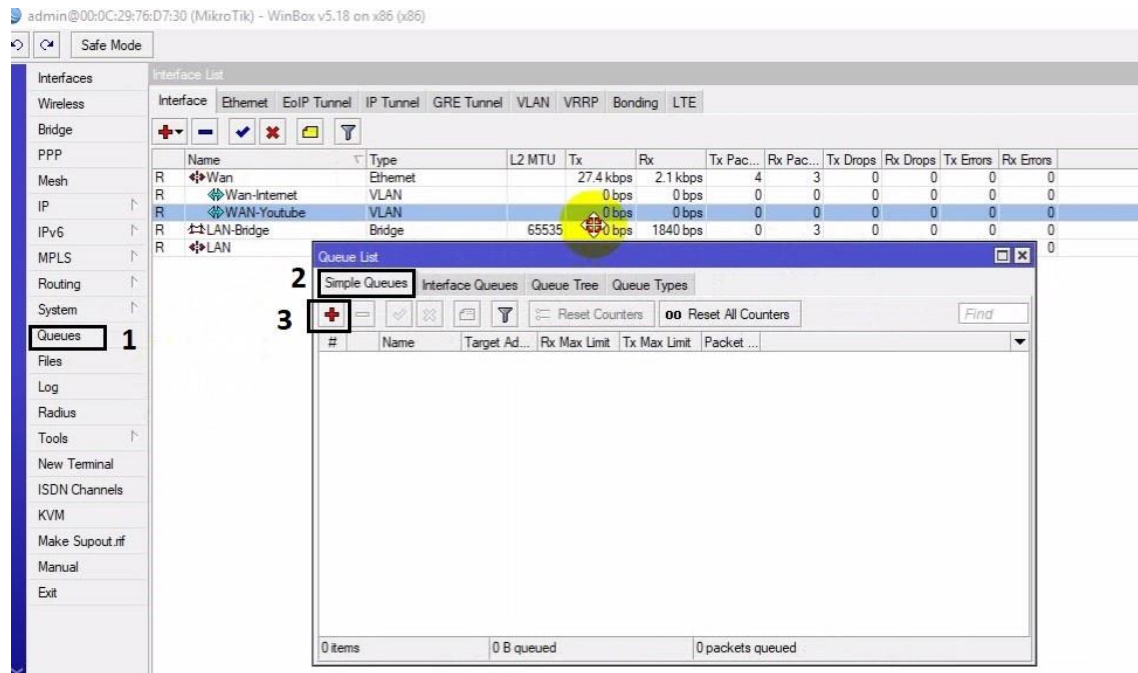 admin@00:0C:29:76:D7:30 (MikroTik) - WinBox v5.18 on x86 (x86)
Safe Mode
Interfaces
Wireless
Bridge
PPP
Mesh
IP
IPv6
MPLS
Routing
System
Queues 1
Files
Log
Radius
Tools
New Terminal
ISDN Channels
KVM
Make Supout.rif
Manual
Exit
Interface List
Interface Ethernet EoIP Tunnel IP Tunnel GRE Tunnel VLAN VRRP Bonding LTE
Name Type L2 MTU Tx Rx Tx Pac... Rx Pac... Tx Drops Rx Drops Tx Errors Rx Errors
R Wan Ethernet 27.4 kbps 2.1 kbps 4 3 0 0 0 0
R Wan-Internet VLAN 0 bps 0 bps 0 0 0 0 0 0
R WAN-Youtube VLAN 0 bps 0 bps 0 0 0 0 0 0
R LAN-Bridge Bridge 65535 0 bps 1840 bps 0 3 0 0 0 0
R LAN 0
Queue List
2 Simple Queues Interface Queues Queue Tree Queue Types
3 Reset Counters 00 Reset All Counters Find
# Name Target Ad... Rx Max Limit Tx Max Limit Packet ...
0 items 0 B queued 0 packets queued